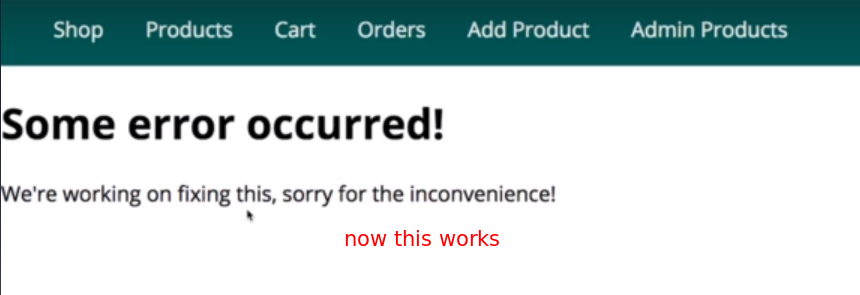 Shop Products Cart Orders Add Product Admin Products
Some error occurred!
We're working on fixing this, sorry for the inconvenience!
now this works